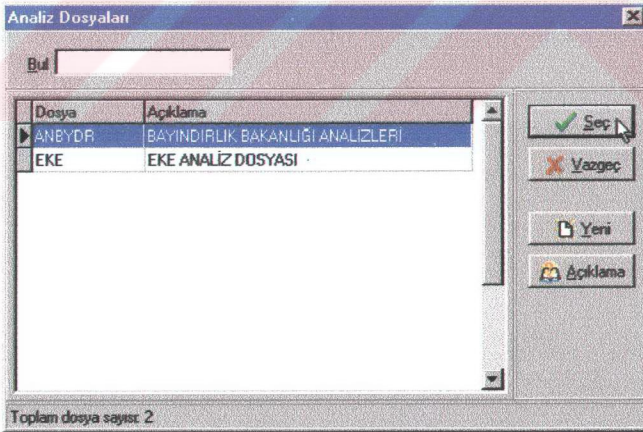 Analiz Dosyaları
Bul
Dosya Açıklama
ANBYDR BAYINDIRLIK BAKANLIĞI ANALİZLERİ
EKE EKE ANALİZ DOSYASI
Seç
Vazgeç
Yeni
Açıklama
Toplam dosya sayısı: 2